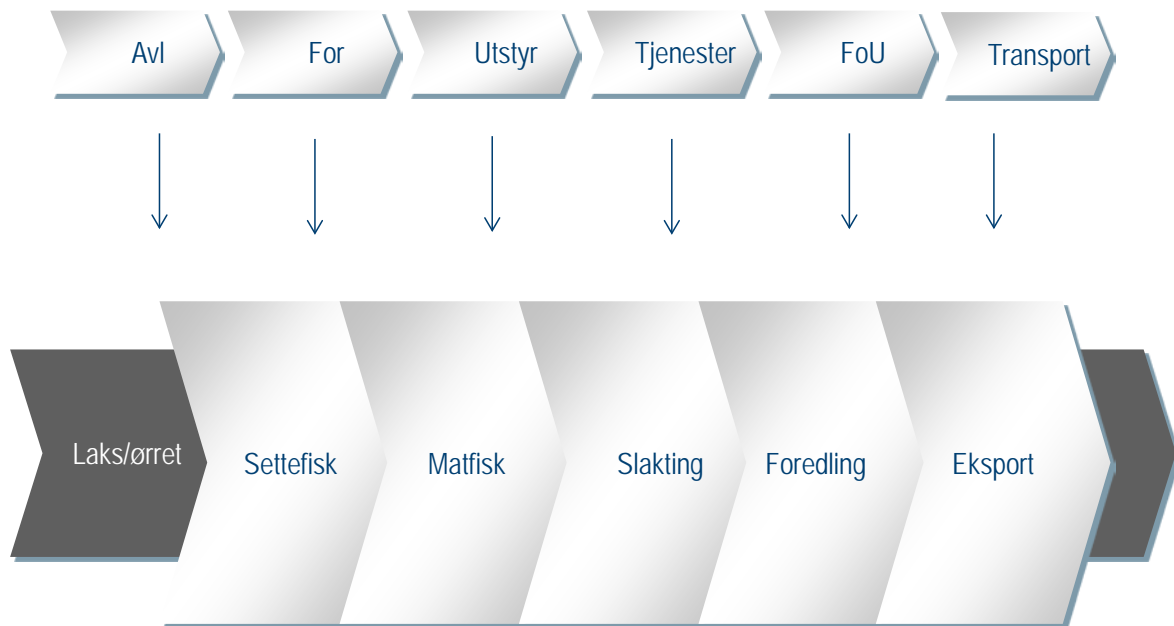 Avl
For
Utstyr
Tjenester
FoU
Transport
Laks/ørret
Settefisk
Matfisk
Slakting
Foredling
Eksport